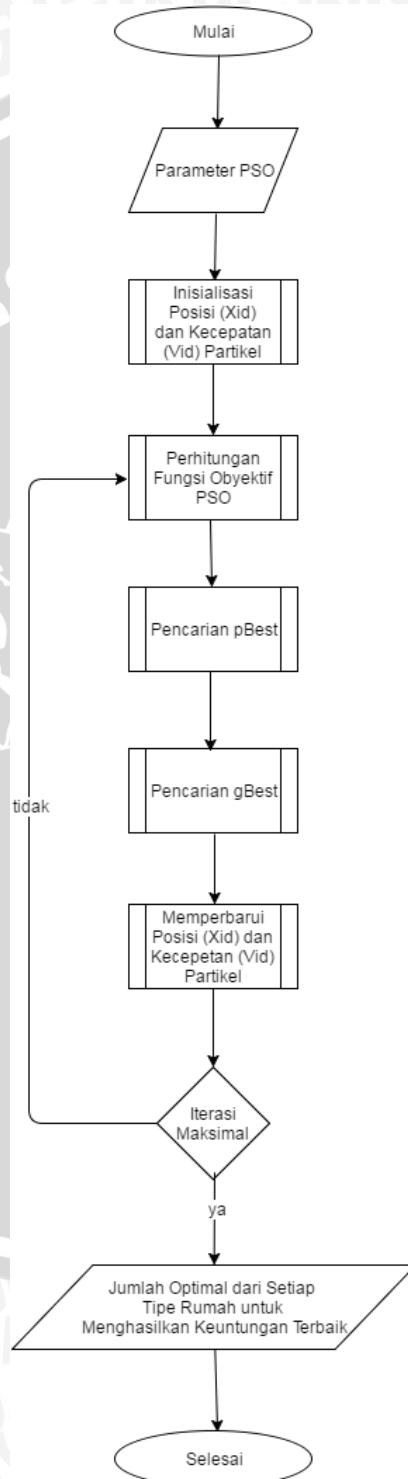 Mulai
Parameter PSO
Inisialisasi
Posisi (Xid)
dan Kecepatan
(Vid) Partikel
Perhitungan
Fungsi Obyektif
PSO
Pencarian pBest
Pencarian gBest
tidak
Memperbarui
Posisi (Xid) dan
Kecepetan (Vid)
Partikel
Iterasi
Maksimal
ya
Jumlah Optimal dari Setiap
Tipe Rumah untuk
Menghasilkan Keuntungan Terbaik
Selesai